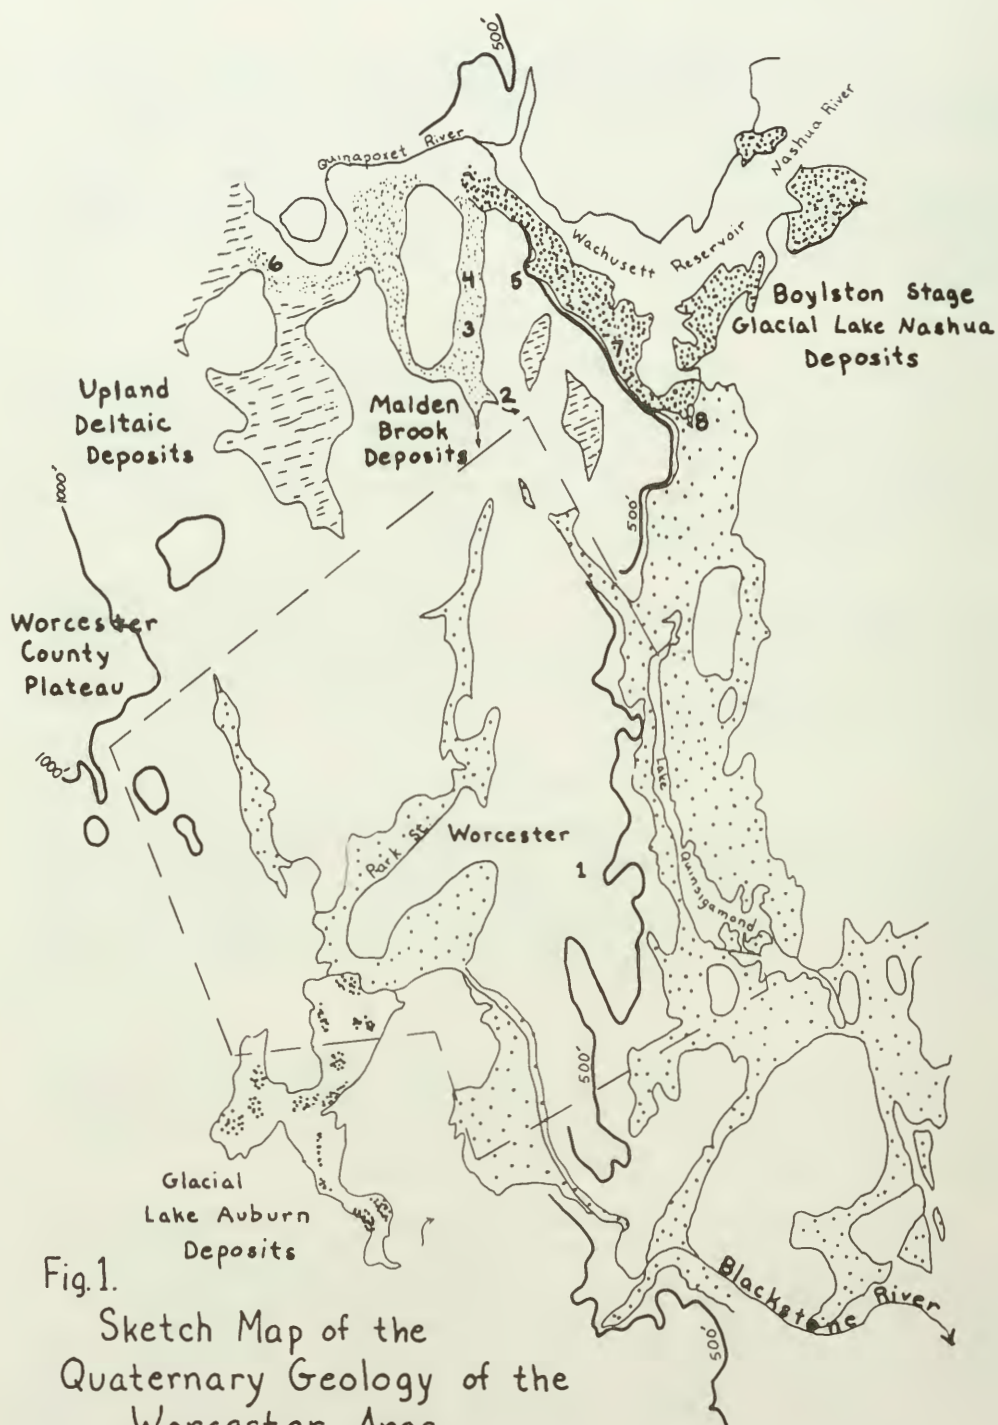 500'
Quinapoxet River
Nashua River
Wachusett Reservoir
6
4
5
3
7
2
8
Boylston Stage
Glacial Lake Nashua
Deposits
Upland
Deltaic
Deposits
Malden
Brook
Deposits
1000'
500'
Worcester
County
Plateau
1000'
Lake Quinsigamond
Park St.
Worcester
1
500'
Glacial
Lake Auburn
Deposits
Blackstone River
500'
Fig.1.
Sketch Map of the
Quaternary Geology of the
Worcester Area